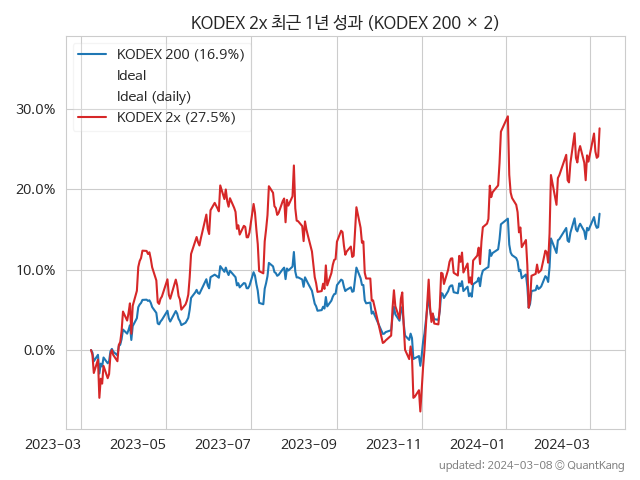 KODEX 2x 최근 1년 성과 (KODEX 200 × 2)
KODEX 200 (16.9%)
Ideal
Ideal (daily)
KODEX 2x (27.5%)
30.0%
20.0%
10.0%
0.0%
2023-03 2023-05 2023-07 2023-09 2023-11 2024-01 2024-03
updated: 2024-03-08 © QuantKang